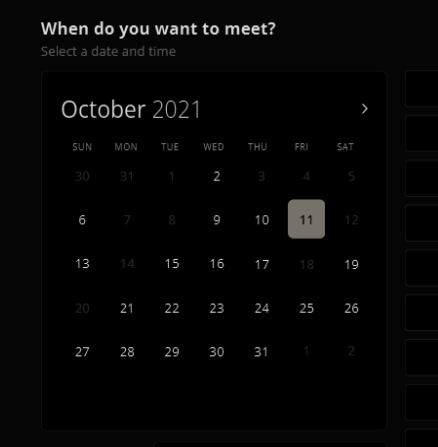 When do you want to meet?
Select a date and time
October 2021
SUN MON TUE WED THU FRI SAT
30 31 1 2 3 4 5
6 7 8 9 10 11 12
13 14 15 16 17 18 19
20 21 22 23 24 25 26
27 28 29 30 31 1 2